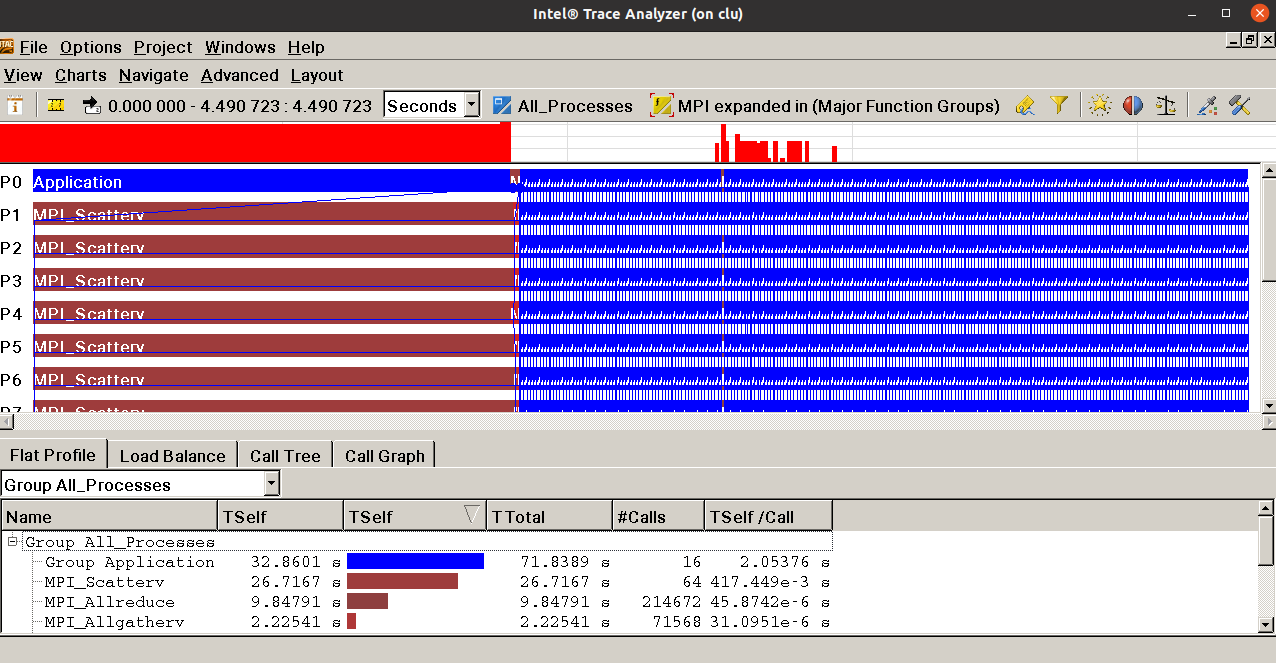 Intel® Trace Analyzer (on clu)
File Options Project Windows Help
View Charts Navigate Advanced Layout
0.000 000 - 4.490 723 : 4.490 723 Seconds All_Processes MPI expanded in (Major Function Groups)
P0 Application
P1 MPI_Scatterv
P2 MPI_Scatterv
P3 MPI_Scatterv
P4 MPI_Scatterv
P5 MPI_Scatterv
P6 MPI_Scatterv
P7 MPI_Scatterv
Flat Profile Load Balance Call Tree Call Graph
Group All_Processes
Name TSelf TSelf TTotal #Calls TSelf /Call
Group All_Processes
Group Application 32.8601 s 71.8389 s 16 2.05376 s
MPI_Scatterv 26.7167 s 26.7167 s 64 417.449e-3 s
MPI_Allreduce 9.84791 s 9.84791 s 214672 45.8742e-6 s
MPI_Allgatherv 2.22541 s 2.22541 s 71568 31.0951e-6 s